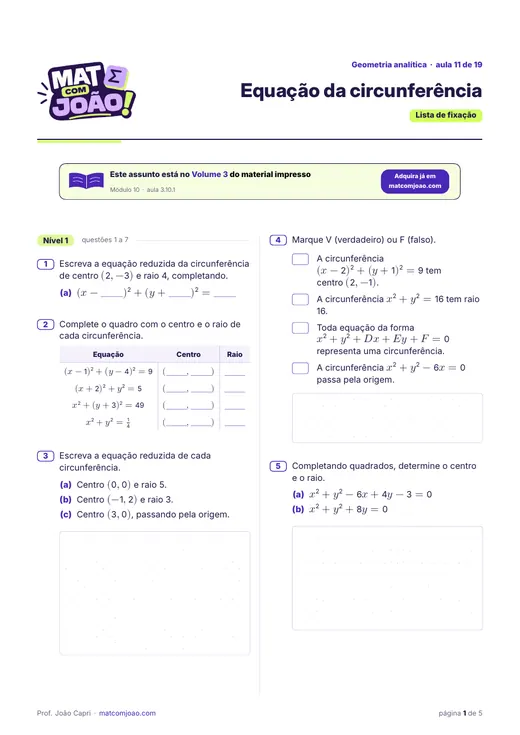 MAT
COM
JOÃO!
Σ
Geometria analítica · aula 11 de 19
Equação da circunferência
Lista de fixação
Este assunto está no Volume 3 do material impresso
Módulo 10 · aula 3.10.1
Adquira já em
matcomjoao.com
Nível 1 questões 1 a 7
1 Escreva a equação reduzida da circunferência
de centro (2, −3) e raio 4, completando.
(a) (x − ____)² + (y + ____)² = ____
2 Complete o quadro com o centro e o raio de
cada circunferência.
Equação Centro Raio
(x − 1)² + (y − 4)² = 9 (____, ____) ____
(x + 2)² + y² = 5 (____, ____) ____
x² + (y + 3)² = 49 (____, ____) ____
x² + y² = 1/4 (____, ____) ____
3 Escreva a equação reduzida de cada
circunferência.
(a) Centro (0, 0) e raio 5.
(b) Centro (−1, 2) e raio 3.
(c) Centro (3, 0), passando pela origem.
4 Marque V (verdadeiro) ou F (falso).
A circunferência
(x − 2)² + (y + 1)² = 9 tem
centro (2, −1).
A circunferência x² + y² = 16 tem raio
16.
Toda equação da forma
x² + y² + Dx + Ey + F = 0
representa uma circunferência.
A circunferência x² + y² − 6x = 0
passa pela origem.
5 Completando quadrados, determine o centro
e o raio.
(a) x² + y² − 6x + 4y − 3 = 0
(b) x² + y² + 8y = 0
Prof. João Capri · matcomjoao.com
página 1 de 5